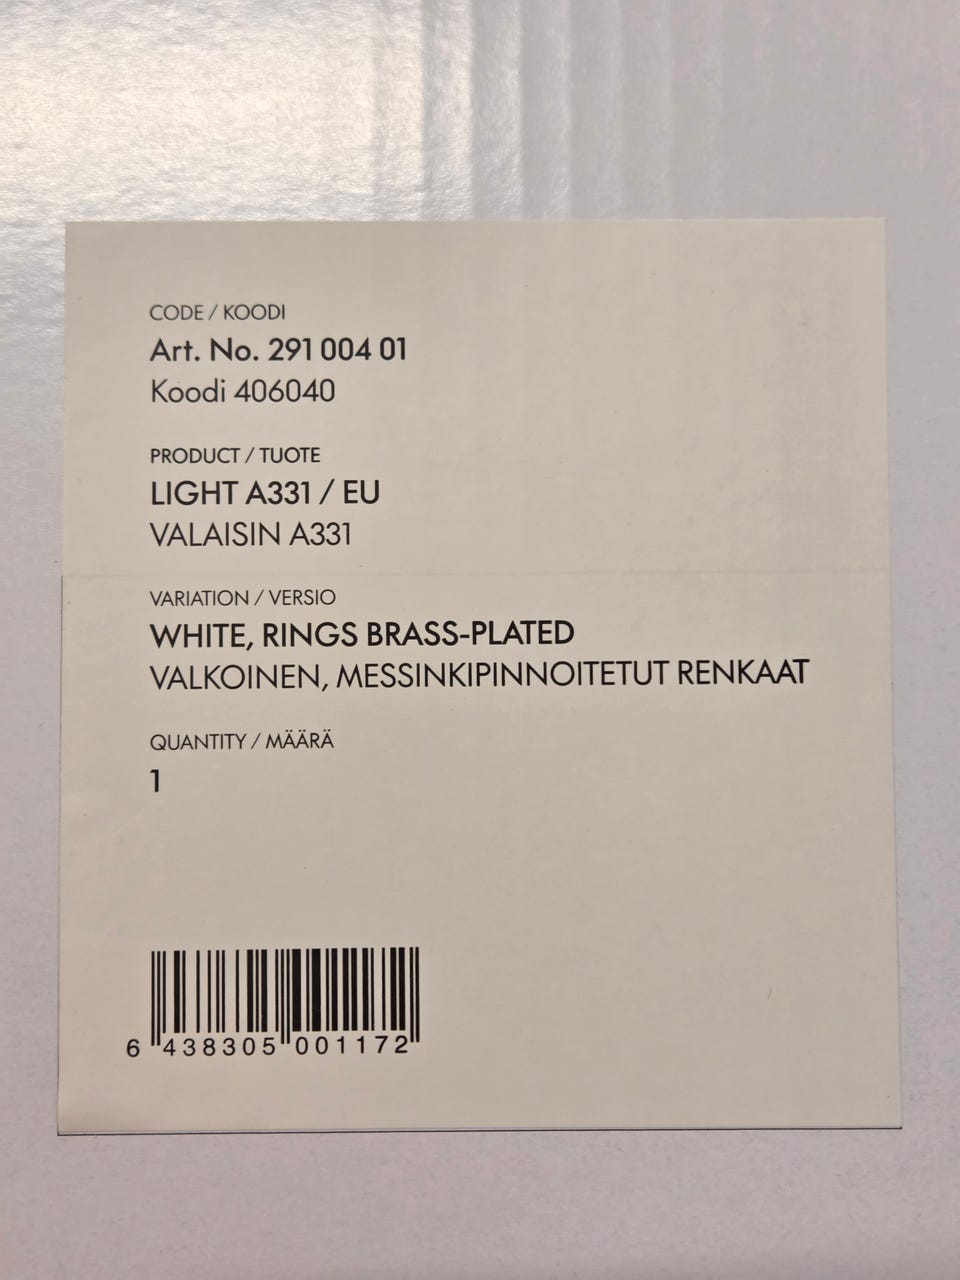 CODE / KOODI
Art. No. 291 004 01
Koodi 406040
PRODUCT / TUOTE
LIGHT A331 / EU
VALAISIN A331
VARIATION / VERSIO
WHITE, RINGS BRASS-PLATED
VALKOINEN, MESSINKIPINNOITETUT RENKAAT
QUANTITY / MÄÄRÄ
1
6 438305 001172